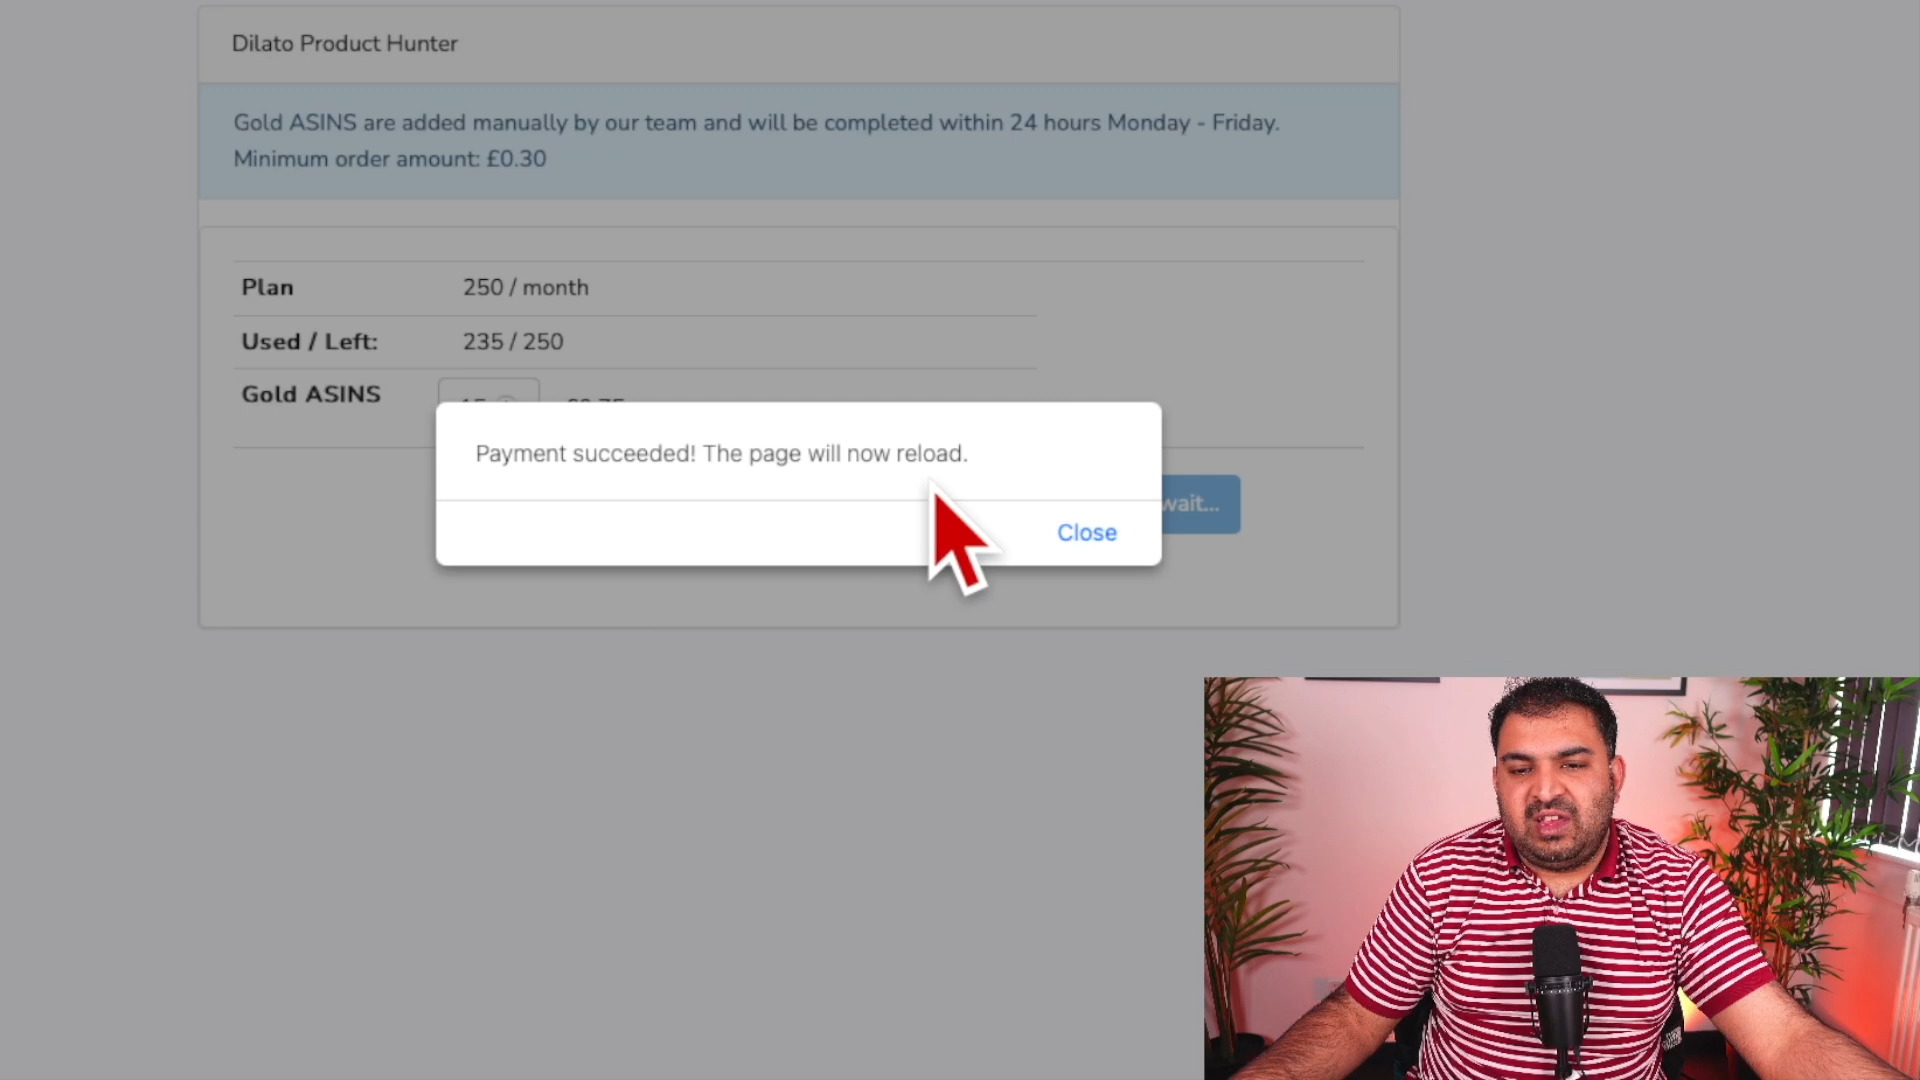 Dilato Product Hunter
Gold ASINS are added manually by our team and will be completed within 24 hours Monday - Friday.
Minimum order amount: £0.30
Plan 250 / month
Used / Left: 235 / 250
Gold ASINS
Payment succeeded! The page will now reload.
wait...
Close